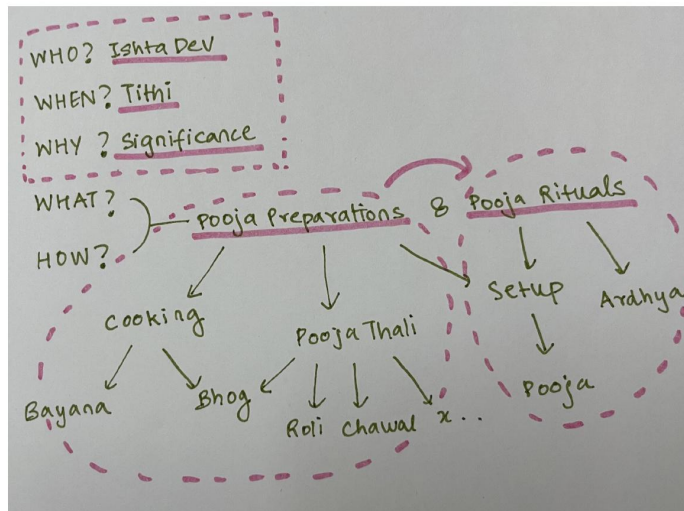 WHO? Ishta Dev
WHEN? Tithi
WHY ? Significance
WHAT?
HOW?
Pooja Preparations & Pooja Rituals
Cooking
Pooja Thali
Setup
Ardhya
Bayana
Bhog
Roli Chawal x..
Pooja